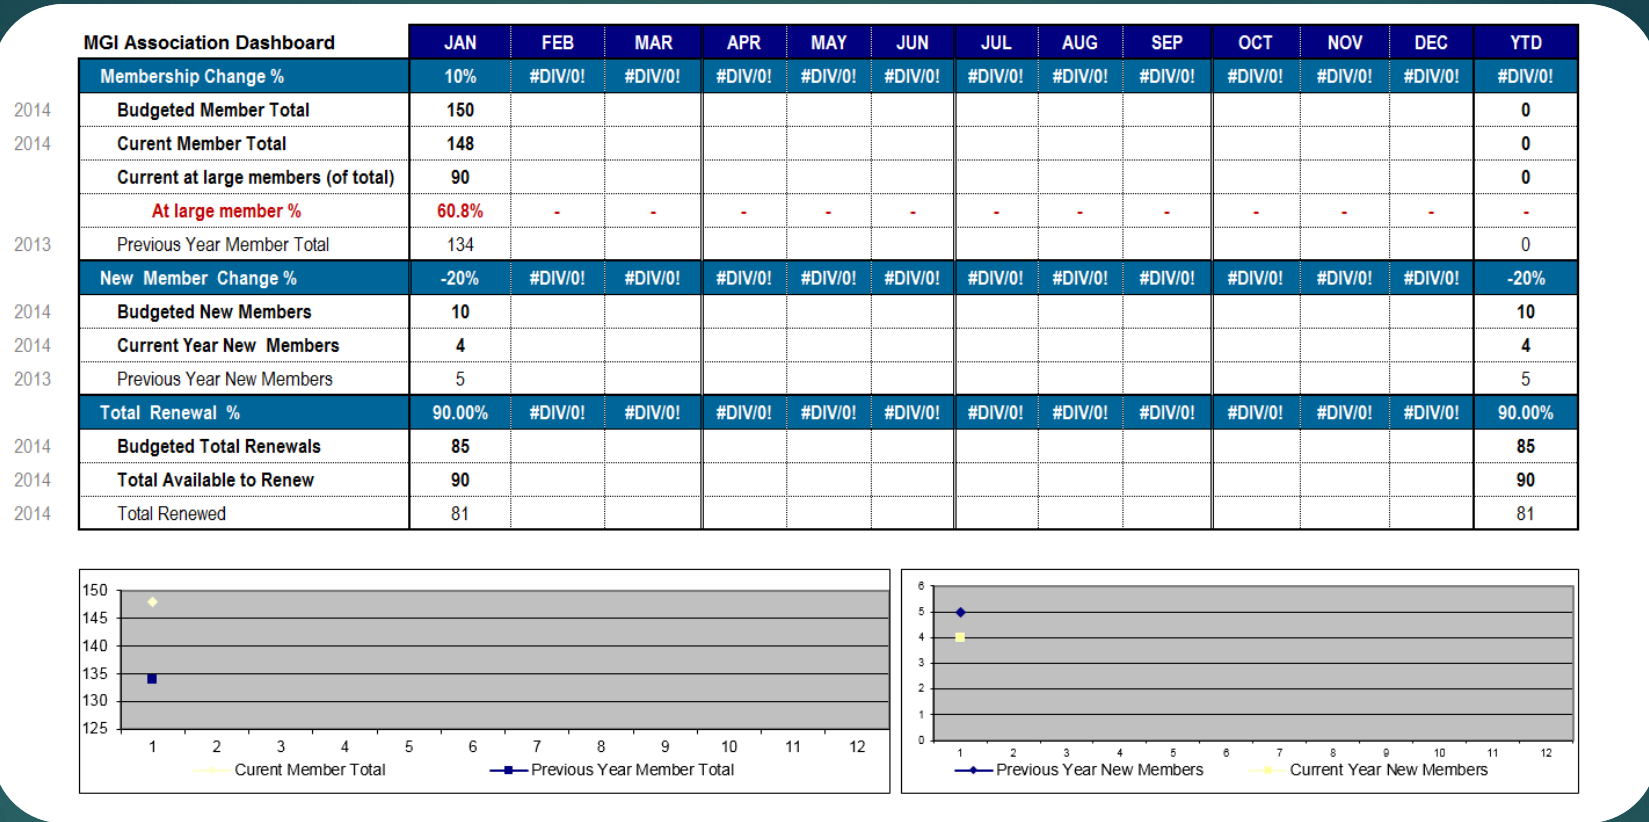 MGI Association Dashboard JAN FEB MAR APR MAY JUN JUL AUG SEP OCT NOV DEC YTD
Membership Change % 10% #DIV/0! #DIV/0! #DIV/0! #DIV/0! #DIV/0! #DIV/0! #DIV/0! #DIV/0! #DIV/0! #DIV/0! #DIV/0! #DIV/0!
2014 Budgeted Member Total 150 0
2014 Curent Member Total 148 0
Current at large members (of total) 90 0
At large member % 60.8% - - - - - - - - - - - -
2013 Previous Year Member Total 134 0
New Member Change % -20% #DIV/0! #DIV/0! #DIV/0! #DIV/0! #DIV/0! #DIV/0! #DIV/0! #DIV/0! #DIV/0! #DIV/0! #DIV/0! -20%
2014 Budgeted New Members 10 10
2014 Current Year New Members 4 4
2013 Previous Year New Members 5 5
Total Renewal % 90.00% #DIV/0! #DIV/0! #DIV/0! #DIV/0! #DIV/0! #DIV/0! #DIV/0! #DIV/0! #DIV/0! #DIV/0! #DIV/0! 90.00%
2014 Budgeted Total Renewals 85 85
2014 Total Available to Renew 90 90
2014 Total Renewed 81 81
150
145
140
135
130
125
1 2 3 4 5 6 7 8 9 10 11 12
Curent Member Total Previous Year Member Total
6
5
4
3
2
1
0
1 2 3 4 5 6 7 8 9 10 11 12
Previous Year New Members Current Year New Members